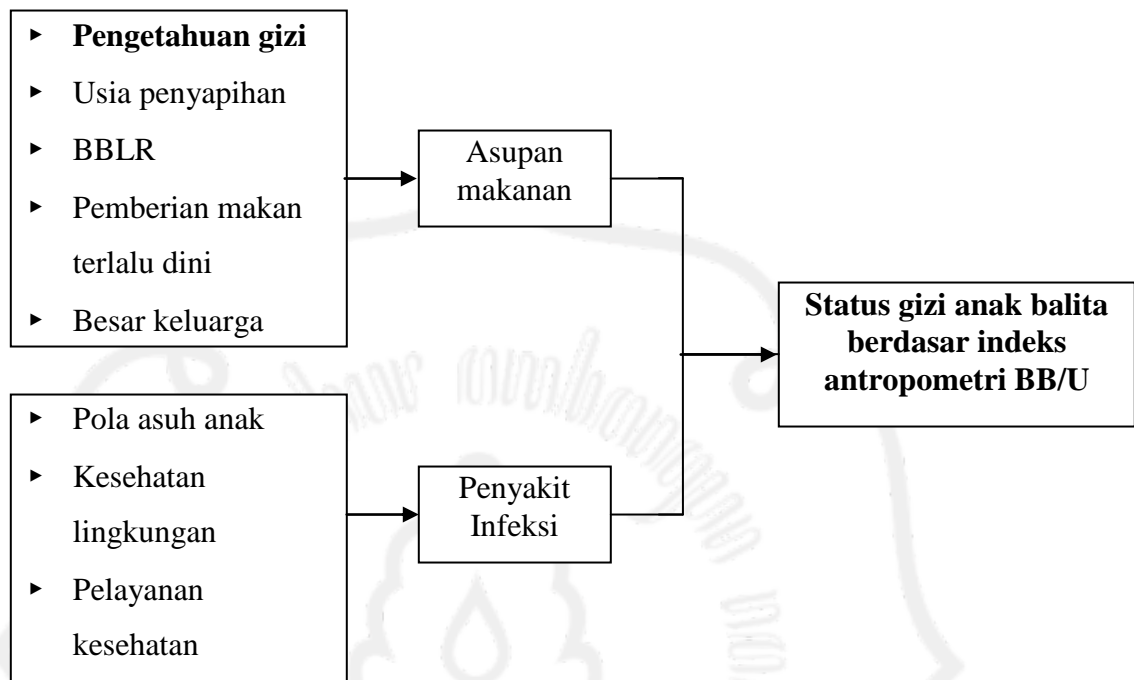 ▸ Pengetahuan gizi
▸ Usia penyapihan
▸ BBLR
▸ Pemberian makan
terlalu dini
▸ Besar keluarga
Asupan
makanan
▸ Pola asuh anak
▸ Kesehatan
lingkungan
▸ Pelayanan
kesehatan
Penyakit
Infeksi
Status gizi anak balita
berdasar indeks
antropometri BB/U